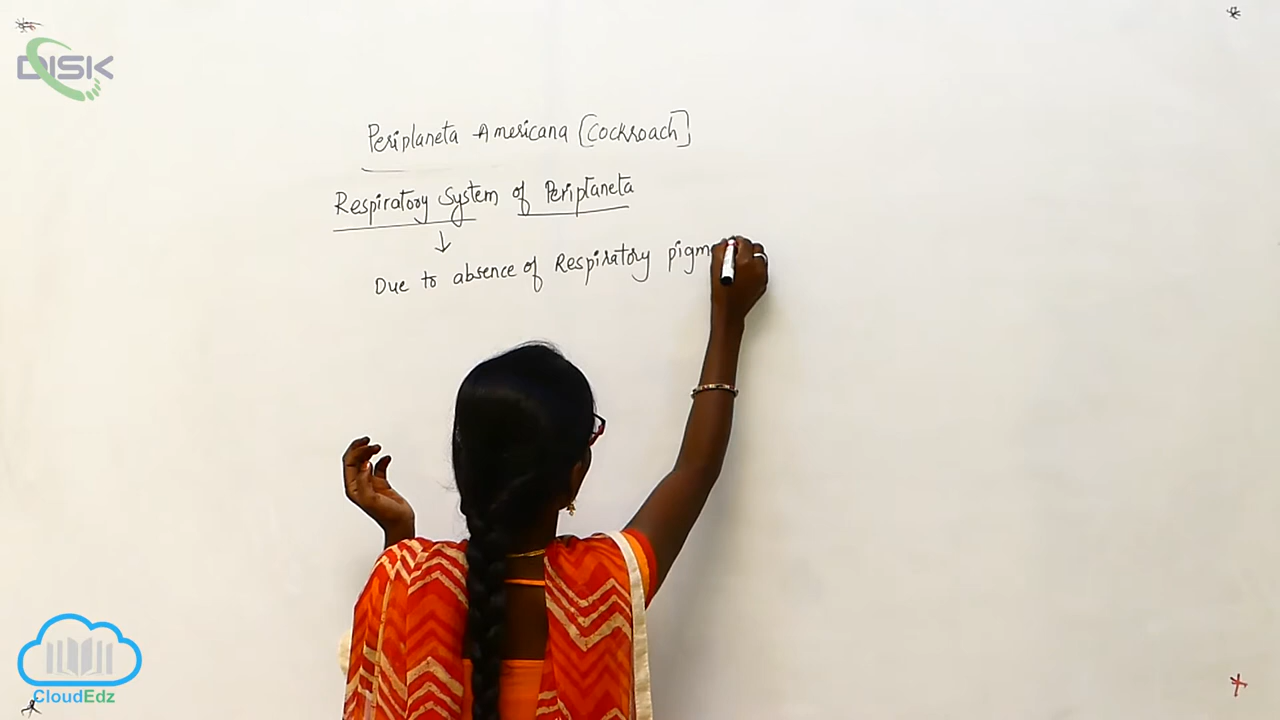 DISK
Periplaneta Americana [Cockroach]
Respiratory System of Periplaneta
Due to absence of Respiratory pigm
CloudEdz